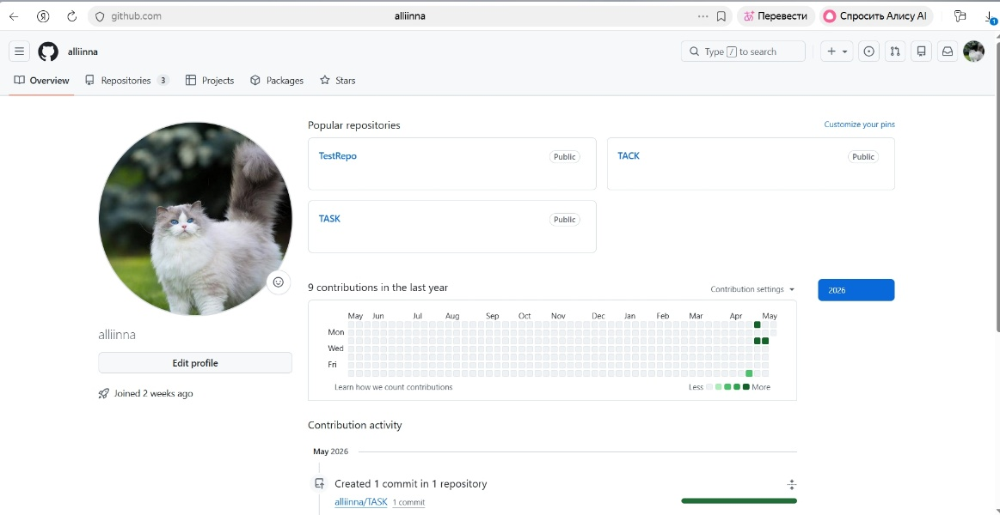 github.com
alliinna
Перевести
Спросить Алису AI
1
alliinna
Type / to search
Overview
Repositories 3
Projects
Packages
Stars
Popular repositories
Customize your pins
TestRepo
Public
TACK
Public
TASK
Public
alliinna
Edit profile
Joined 2 weeks ago
9 contributions in the last year
Contribution settings
2026
May Jun Jul Aug Sep Oct Nov Dec Jan Feb Mar Apr May
Mon
Wed
Fri
Learn how we count contributions
Less More
Contribution activity
May 2026
Created 1 commit in 1 repository
alliinna/TASK 1 commit